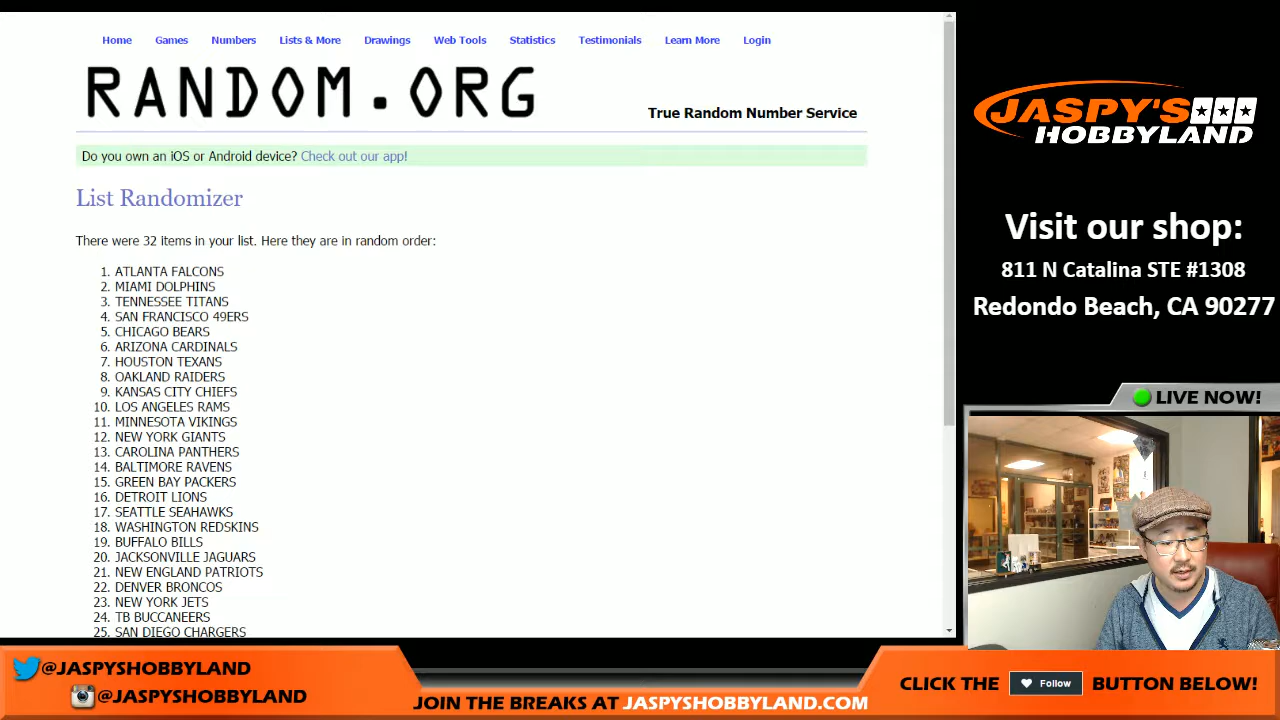 Home Games Numbers Lists & More Drawings Web Tools Statistics Testimonials Learn More Login
RANDOM.ORG
True Random Number Service
Do you own an iOS or Android device? Check out our app!
List Randomizer
There were 32 items in your list. Here they are in random order:
1. ATLANTA FALCONS
2. MIAMI DOLPHINS
3. TENNESSEE TITANS
4. SAN FRANCISCO 49ERS
5. CHICAGO BEARS
6. ARIZONA CARDINALS
7. HOUSTON TEXANS
8. OAKLAND RAIDERS
9. KANSAS CITY CHIEFS
10. LOS ANGELES RAMS
11. MINNESOTA VIKINGS
12. NEW YORK GIANTS
13. CAROLINA PANTHERS
14. BALTIMORE RAVENS
15. GREEN BAY PACKERS
16. DETROIT LIONS
17. SEATTLE SEAHAWKS
18. WASHINGTON REDSKINS
19. BUFFALO BILLS
20. JACKSONVILLE JAGUARS
21. NEW ENGLAND PATRIOTS
22. DENVER BRONCOS
23. NEW YORK JETS
24. TB BUCCANEERS
25. SAN DIEGO CHARGERS
JASPY'S
HOBBYLAND
Visit our shop:
811 N Catalina STE #1308
Redondo Beach, CA 90277
LIVE NOW!
@JASPYSHOBBYLAND
@JASPYSHOBBYLAND
JOIN THE BREAKS AT JASPYSHOBBYLAND.COM
CLICK THE Follow BUTTON BELOW!